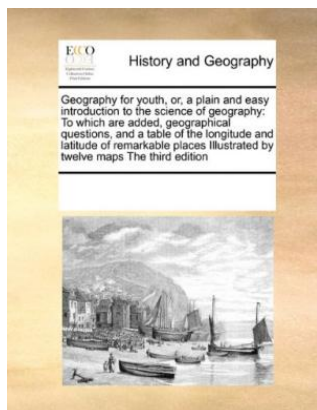 ECCO
History and Geography
Geography for youth, or, a plain and easy
introduction to the science of geography:
To which are added, geographical
questions, and a table of the longitude and
latitude of remarkable places Illustrated by
twelve maps The third edition